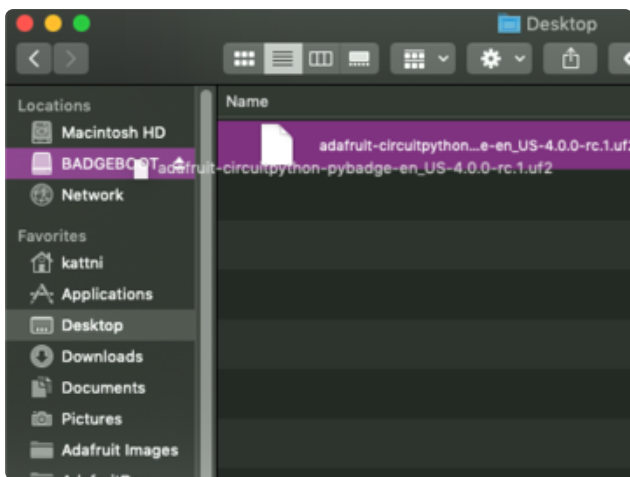 Desktop
Locations
Macintosh HD
BADGEBOOT
Network
Favorites
kattni
Applications
Desktop
Downloads
Documents
Pictures
Adafruit Images
Name
adafruit-circuitpython...e-en_US-4.0.0-rc.1.uf2
adafruit-circuitpython-pybadge-en_US-4.0.0-rc.1.uf2